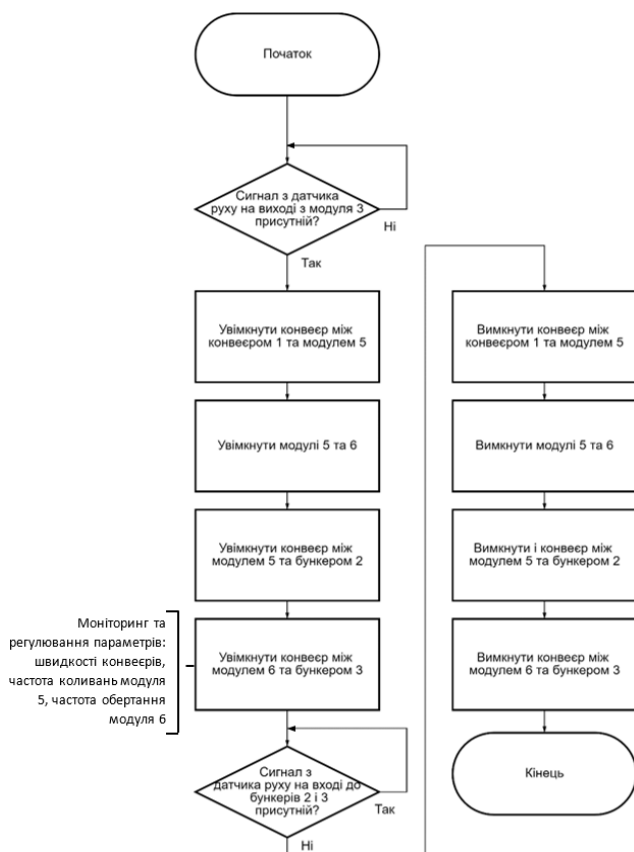 Початок
Сигнал з датчика
руху на виході з модуля 3
присутній?
Ні
Так
Увімкнути конвеєр між
конвеєром 1 та модулем 5
Увімкнути модулі 5 та 6
Увімкнути конвеєр між
модулем 5 та бункером 2
Моніторинг та
регулювання параметрів:
швидкості конвеєрів,
частота коливань модуля
5, частота обертання
модуля 6
Увімкнути конвеєр між
модулем 6 та бункером 3
Сигнал з
датчика руху на вході до
бункерів 2 і 3
присутній?
Так
Ні
Вимкнути конвеєр між
конвеєром 1 та модулем 5
Вимкнути модулі 5 та 6
Вимкнути і конвеєр між
модулем 5 та бункером 2
Вимкнути конвеєр між
модулем 6 та бункером 3
Кінець